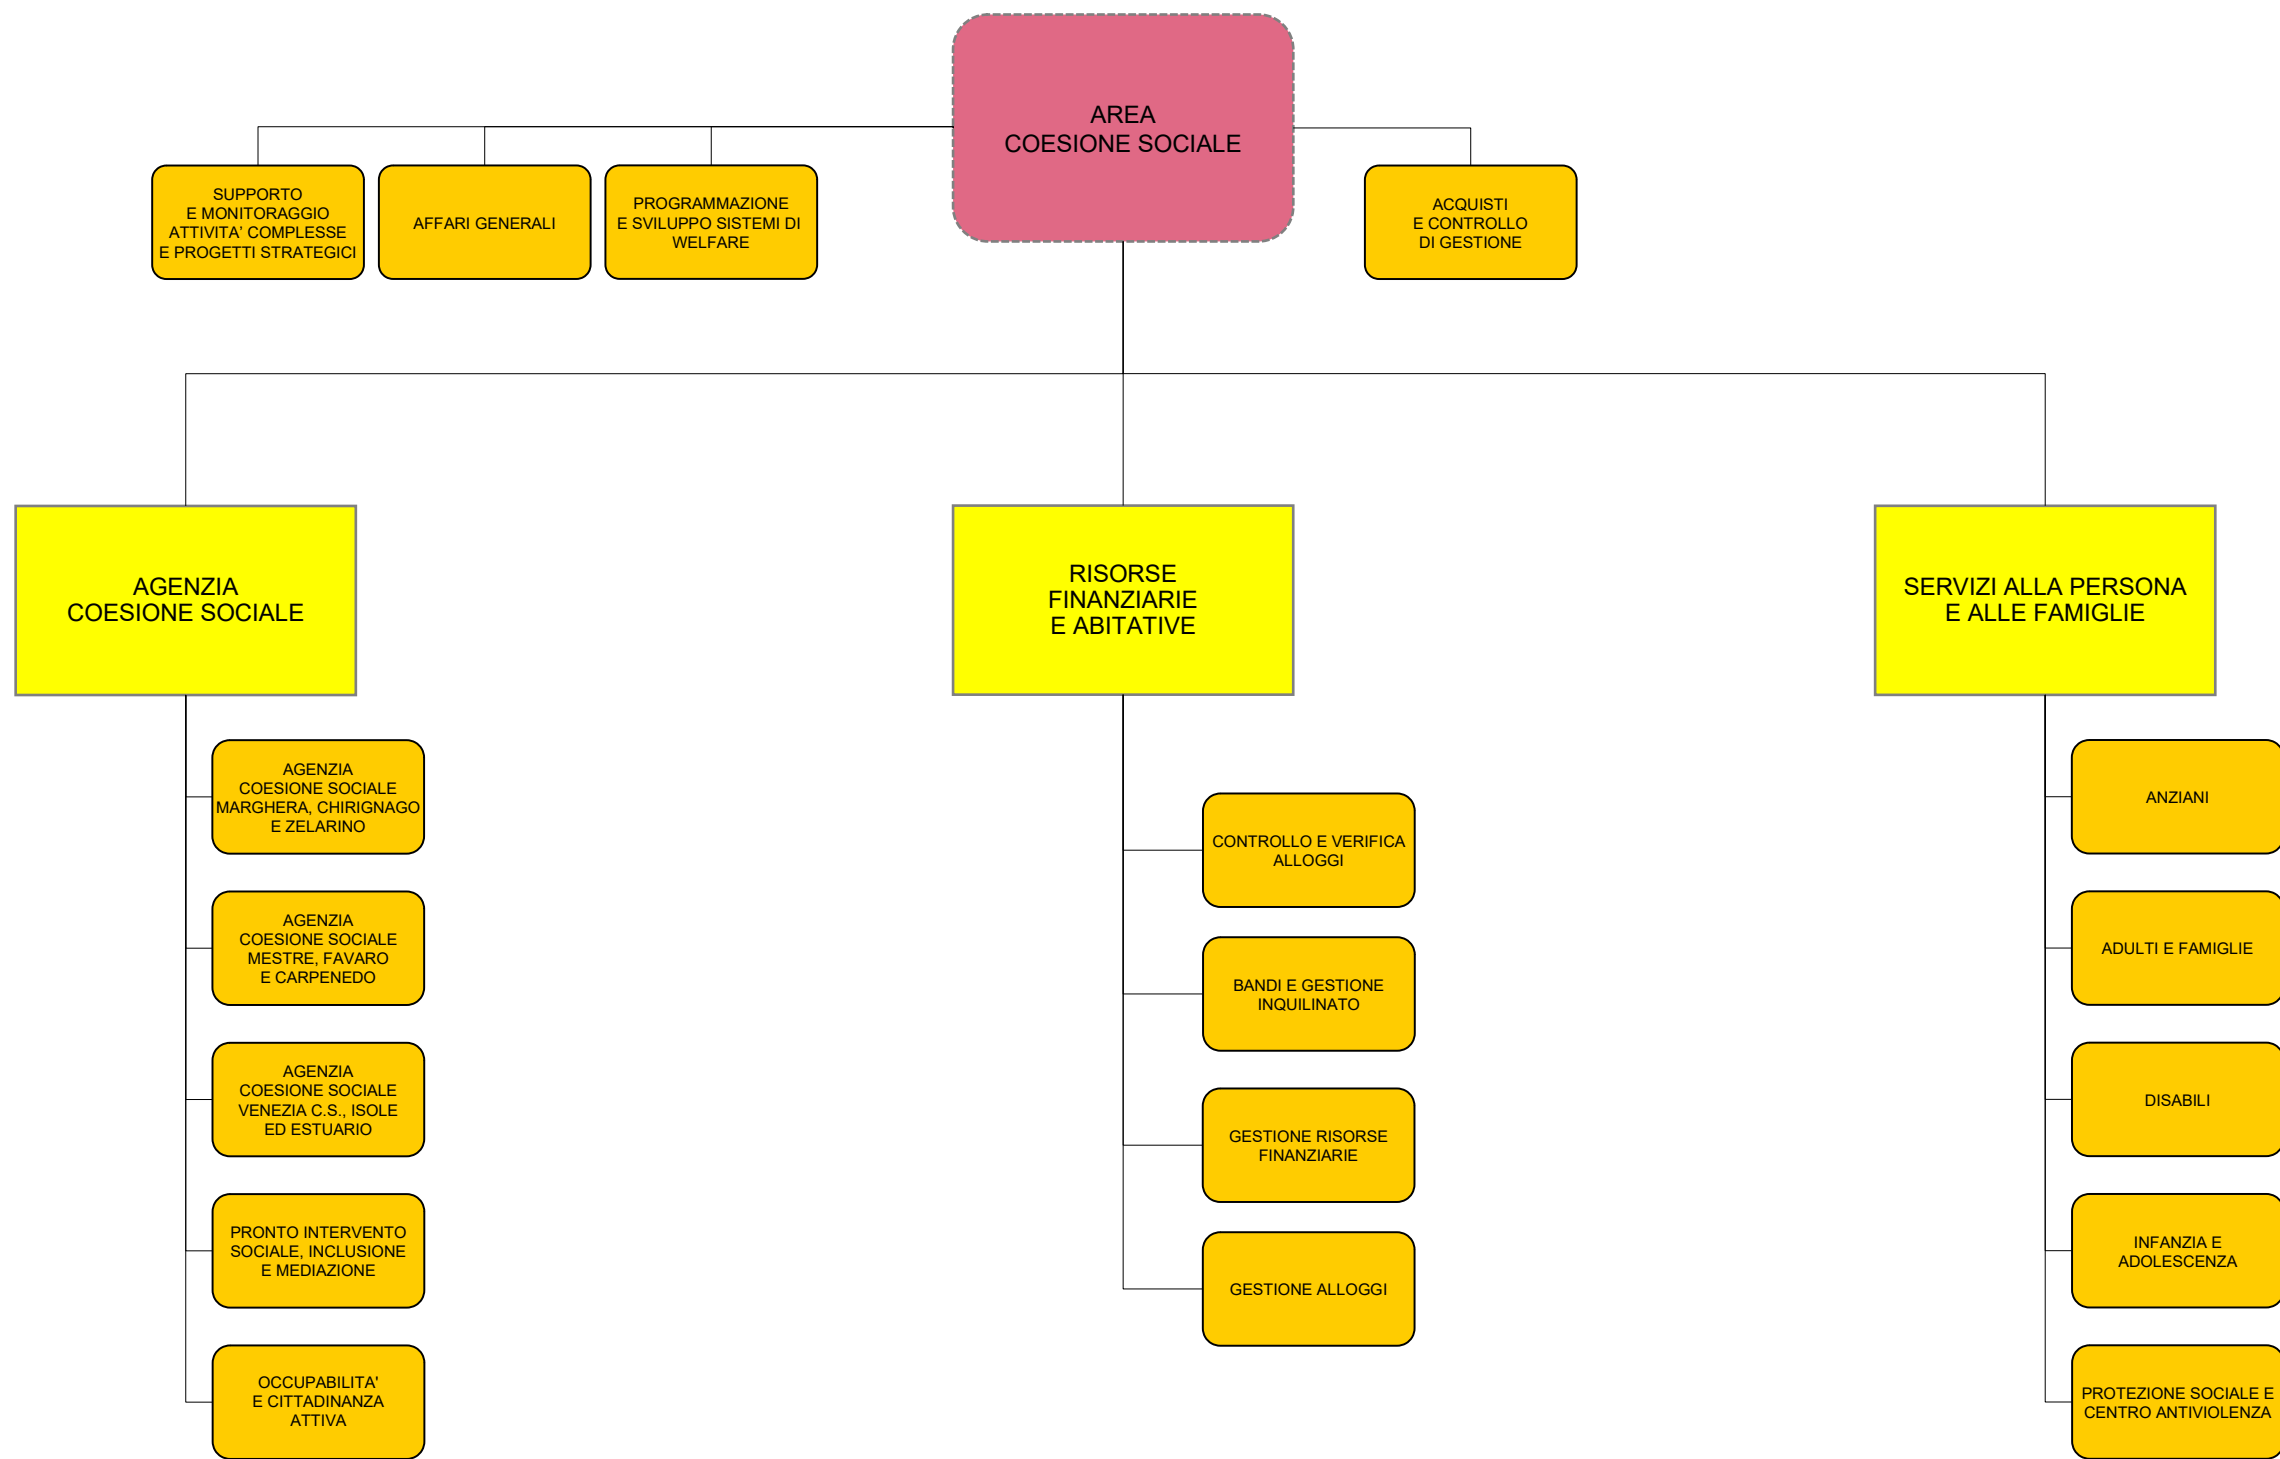 AREA
COESIONE SOCIALE
SUPPORTO
E MONITORAGGIO
ATTIVITA’ COMPLESSE
E PROGETTI STRATEGICI
AFFARI GENERALI
PROGRAMMAZIONE
E SVILUPPO SISTEMI DI
WELFARE
ACQUISTI
E CONTROLLO
DI GESTIONE
AGENZIA
COESIONE SOCIALE
RISORSE
FINANZIARIE
E ABITATIVE
SERVIZI ALLA PERSONA
E ALLE FAMIGLIE
AGENZIA
COESIONE SOCIALE
MARGHERA, CHIRIGNAGO
E ZELARINO
AGENZIA
COESIONE SOCIALE
MESTRE, FAVARO
E CARPENEDO
AGENZIA
COESIONE SOCIALE
VENEZIA C.S., ISOLE
ED ESTUARIO
PRONTO INTERVENTO
SOCIALE, INCLUSIONE
E MEDIAZIONE
OCCUPABILITA'
E CITTADINANZA
ATTIVA
CONTROLLO E VERIFICA
ALLOGGI
BANDI E GESTIONE
INQUILINATO
GESTIONE RISORSE
FINANZIARIE
GESTIONE ALLOGGI
ANZIANI
ADULTI E FAMIGLIE
DISABILI
INFANZIA E
ADOLESCENZA
PROTEZIONE SOCIALE E
CENTRO ANTIVIOLENZA